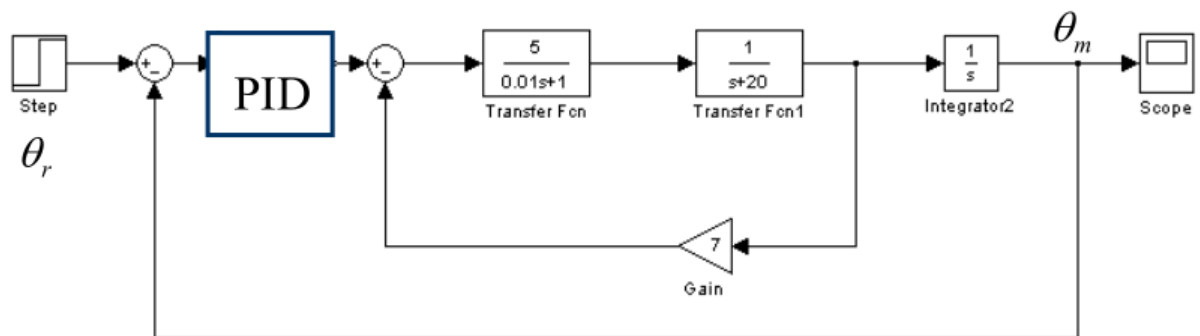 Step
θr
+
−
PID
+
−
5
0.01s+1
Transfer Fcn
1
s+20
Transfer Fcn1
1
s
Integrator2
θm
Scope
7
Gain